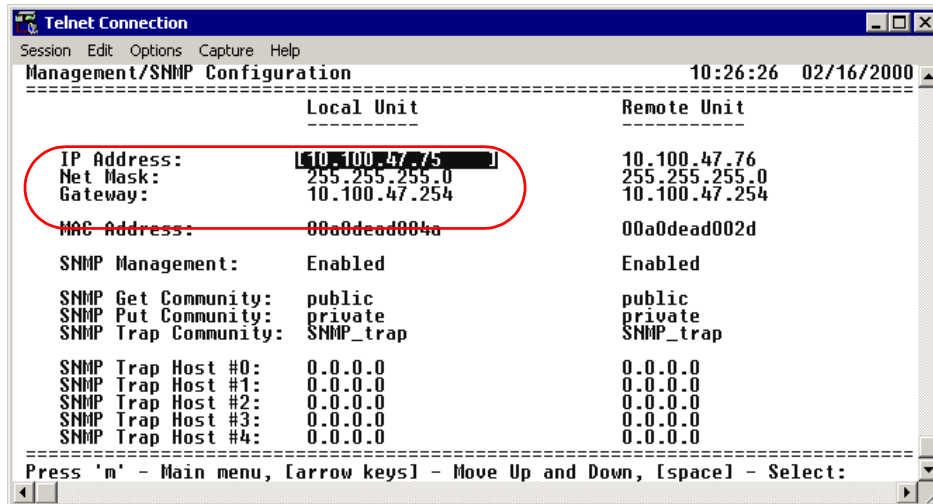 Telnet Connection
Session Edit Options Capture Help
Management/SNMP Configuration 10:26:26 02/16/2000
================================================================================
Local Unit Remote Unit
---------- -----------
IP Address: [10.100.47.75 ] 10.100.47.76
Net Mask: 255.255.255.0 255.255.255.0
Gateway: 10.100.47.254 10.100.47.254
MAC Address: 00a0dead004a 00a0dead002d
SNMP Management: Enabled Enabled
SNMP Get Community: public public
SNMP Put Community: private private
SNMP Trap Community: SNMP_trap SNMP_trap
SNMP Trap Host #0: 0.0.0.0 0.0.0.0
SNMP Trap Host #1: 0.0.0.0 0.0.0.0
SNMP Trap Host #2: 0.0.0.0 0.0.0.0
SNMP Trap Host #3: 0.0.0.0 0.0.0.0
SNMP Trap Host #4: 0.0.0.0 0.0.0.0
================================================================================
Press 'm' - Main menu, [arrow keys] - Move Up and Down, [space] - Select: